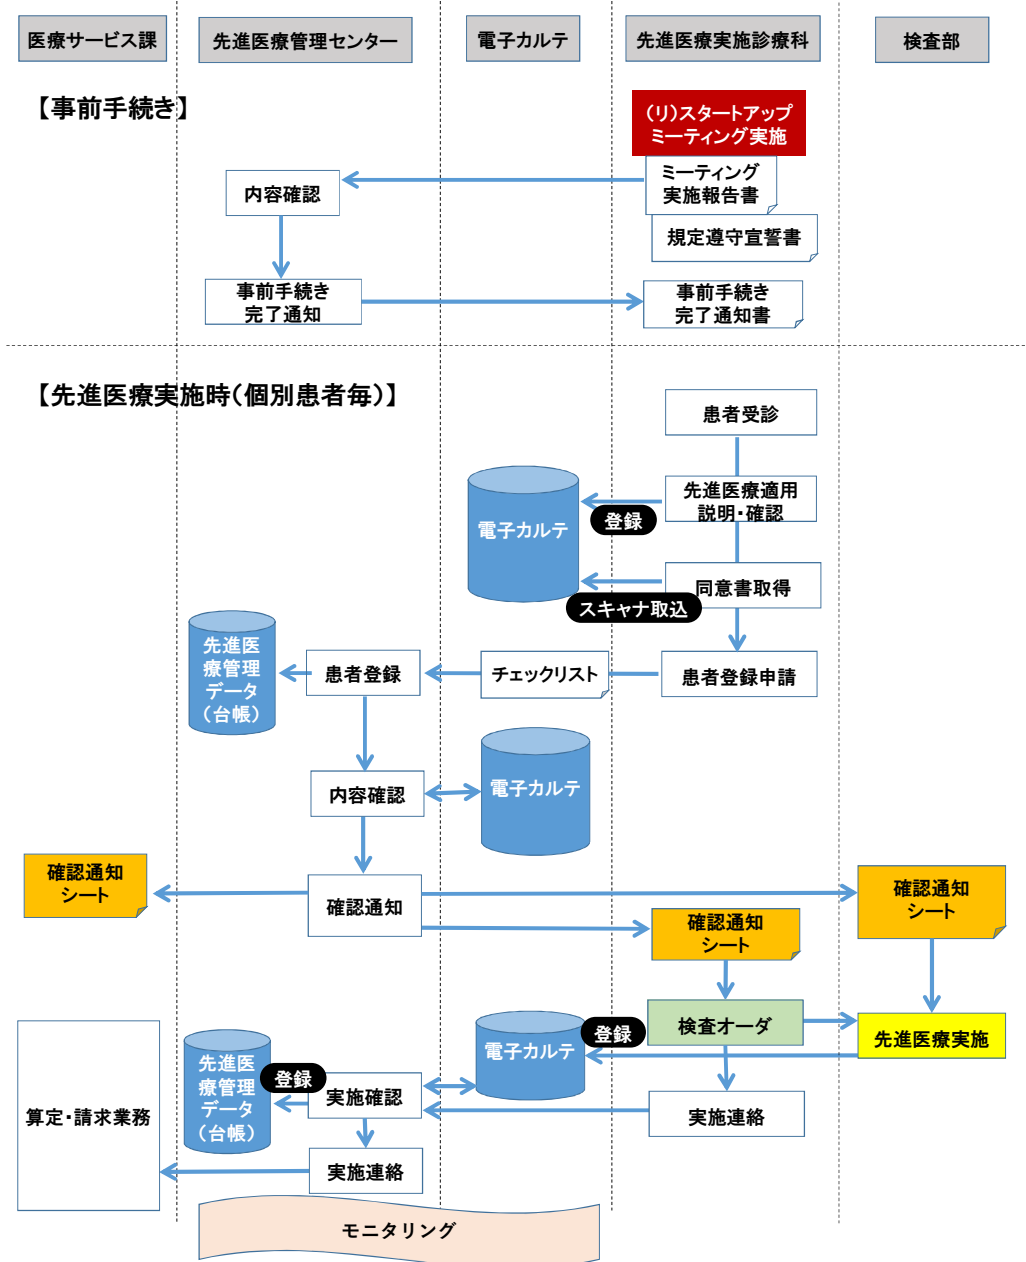 医療サービス課
先進医療管理センター
電子カルテ
先進医療実施診療科
検査部
【事前手続き】
(リ)スタートアップ
ミーティング実施
ミーティング
実施報告書
内容確認
規定遵守宣誓書
事前手続き
完了通知
事前手続き
完了通知書
【先進医療実施時(個別患者毎)】
患者受診
先進医療適用
説明・確認
電子カルテ
登録
同意書取得
スキャナ取込
先進医
療管理
データ
(台帳)
患者登録
チェックリスト
患者登録申請
内容確認
電子カルテ
確認通知
シート
確認通知
確認通知
シート
確認通知
シート
検査オーダ
先進医療実施
登録
電子カルテ
先進医
療管理
データ
(台帳)
登録
実施確認
実施連絡
算定・請求業務
実施連絡
モニタリング